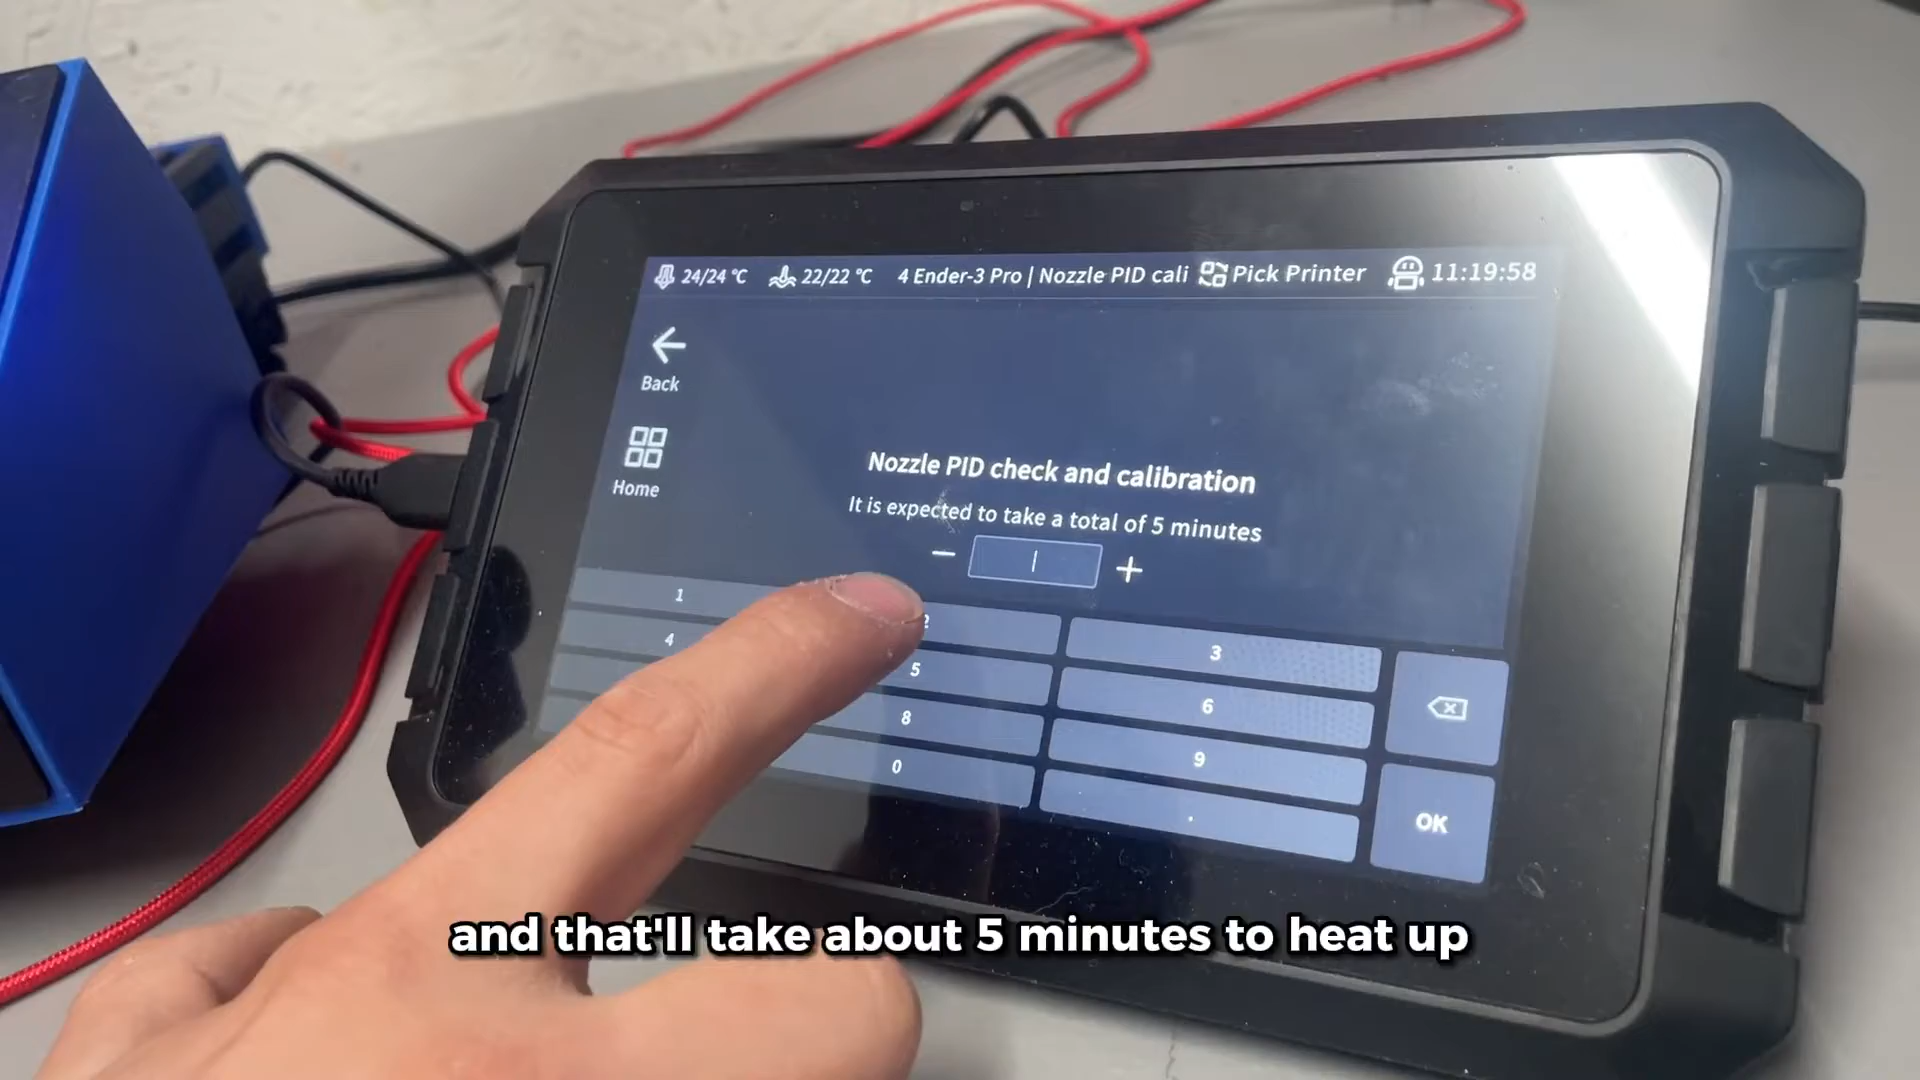 24/24 °C 22/22 °C 4 Ender-3 Pro | Nozzle PID cali Pick Printer 11:19:58
Back
Home
Nozzle PID check and calibration
It is expected to take a total of 5 minutes
− +
1 2 3
4 5 6
8 9
0 .
OK
and that'll take about 5 minutes to heat up